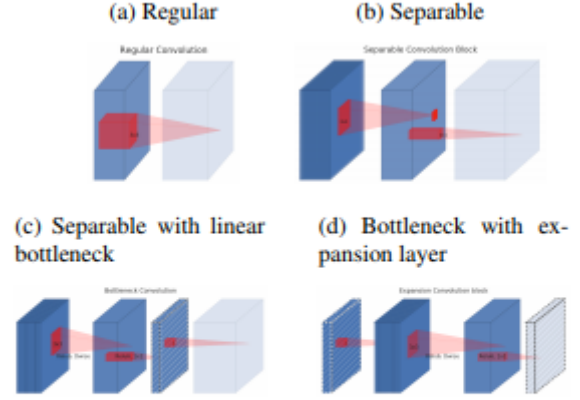 (a) Regular
(b) Separable
Regular Convolution
Separable Convolution Block
(c) Separable with linear
bottleneck
(d) Bottleneck with ex-
pansion layer
Bottleneck Convolution
Expansion Convolution block